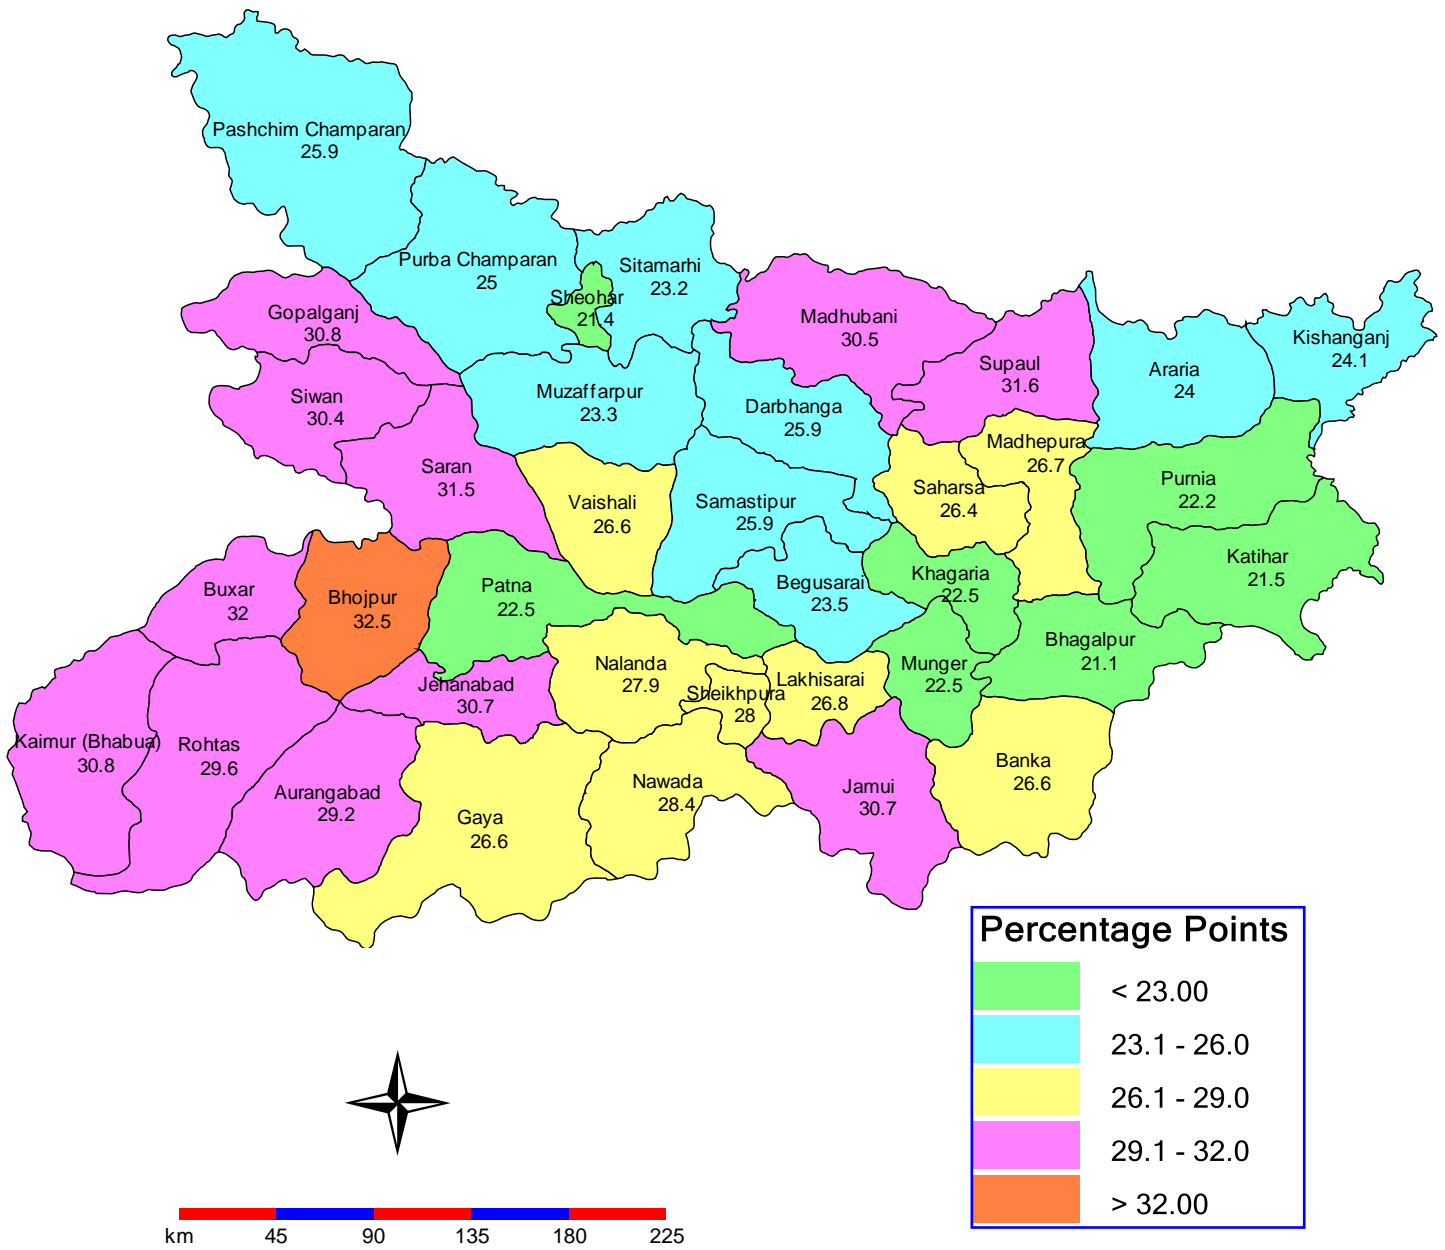 Pashchim Champaran
25.9
Purba Champaran
25
Sitamarhi
23.2
Sheohar
21.4
Gopalganj
30.8
Madhubani
30.5
Kishanganj
24.1
Supaul
31.6
Araria
24
Siwan
30.4
Muzaffarpur
23.3
Darbhanga
25.9
Madhepura
26.7
Saran
31.5
Vaishali
26.6
Samastipur
25.9
Saharsa
26.4
Purnia
22.2
Katihar
21.5
Buxar
32
Bhojpur
32.5
Patna
22.5
Begusarai
23.5
Khagaria
22.5
Bhagalpur
21.1
Nalanda
27.9
Munger
22.5
Jehanabad
30.7
Sheikhpura
28
Lakhisarai
26.8
Kaimur (Bhabua)
30.8
Rohtas
29.6
Aurangabad
29.2
Gaya
26.6
Nawada
28.4
Jamui
30.7
Banka
26.6
Percentage Points
< 23.00
23.1 - 26.0
26.1 - 29.0
29.1 - 32.0
> 32.00
km 45 90 135 180 225